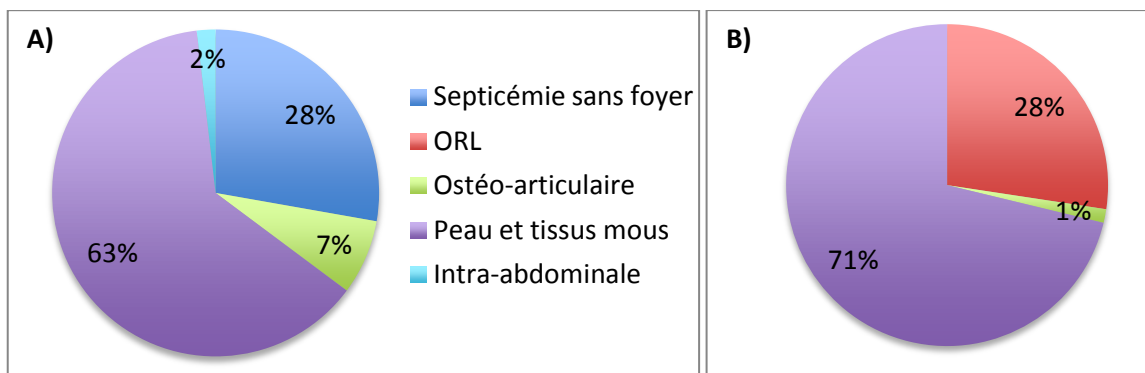 A)
2%
28%
7%
63%
Septicémie sans foyer
ORL
Ostéo-articulaire
Peau et tissus mous
Intra-abdominale
B)
28%
1%
71%